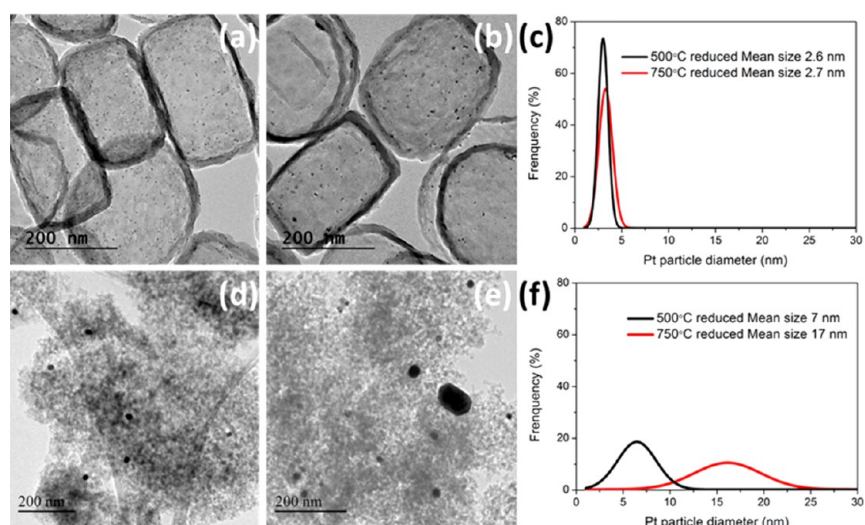 (a)
200 nm
(b)
200 nm
(c)
500°C reduced Mean size 2.6 nm
750°C reduced Mean size 2.7 nm
Frenquency (%)
80
60
40
20
0
0 5 10 15 20 25 30
Pt particle diameter (nm)
(d)
200 nm
(e)
200 nm
(f)
500°C reduced Mean size 7 nm
750°C reduced Mean size 17 nm
Frenquency (%)
80
60
40
20
0
0 5 10 15 20 25 30
Pt particle diameter (nm)